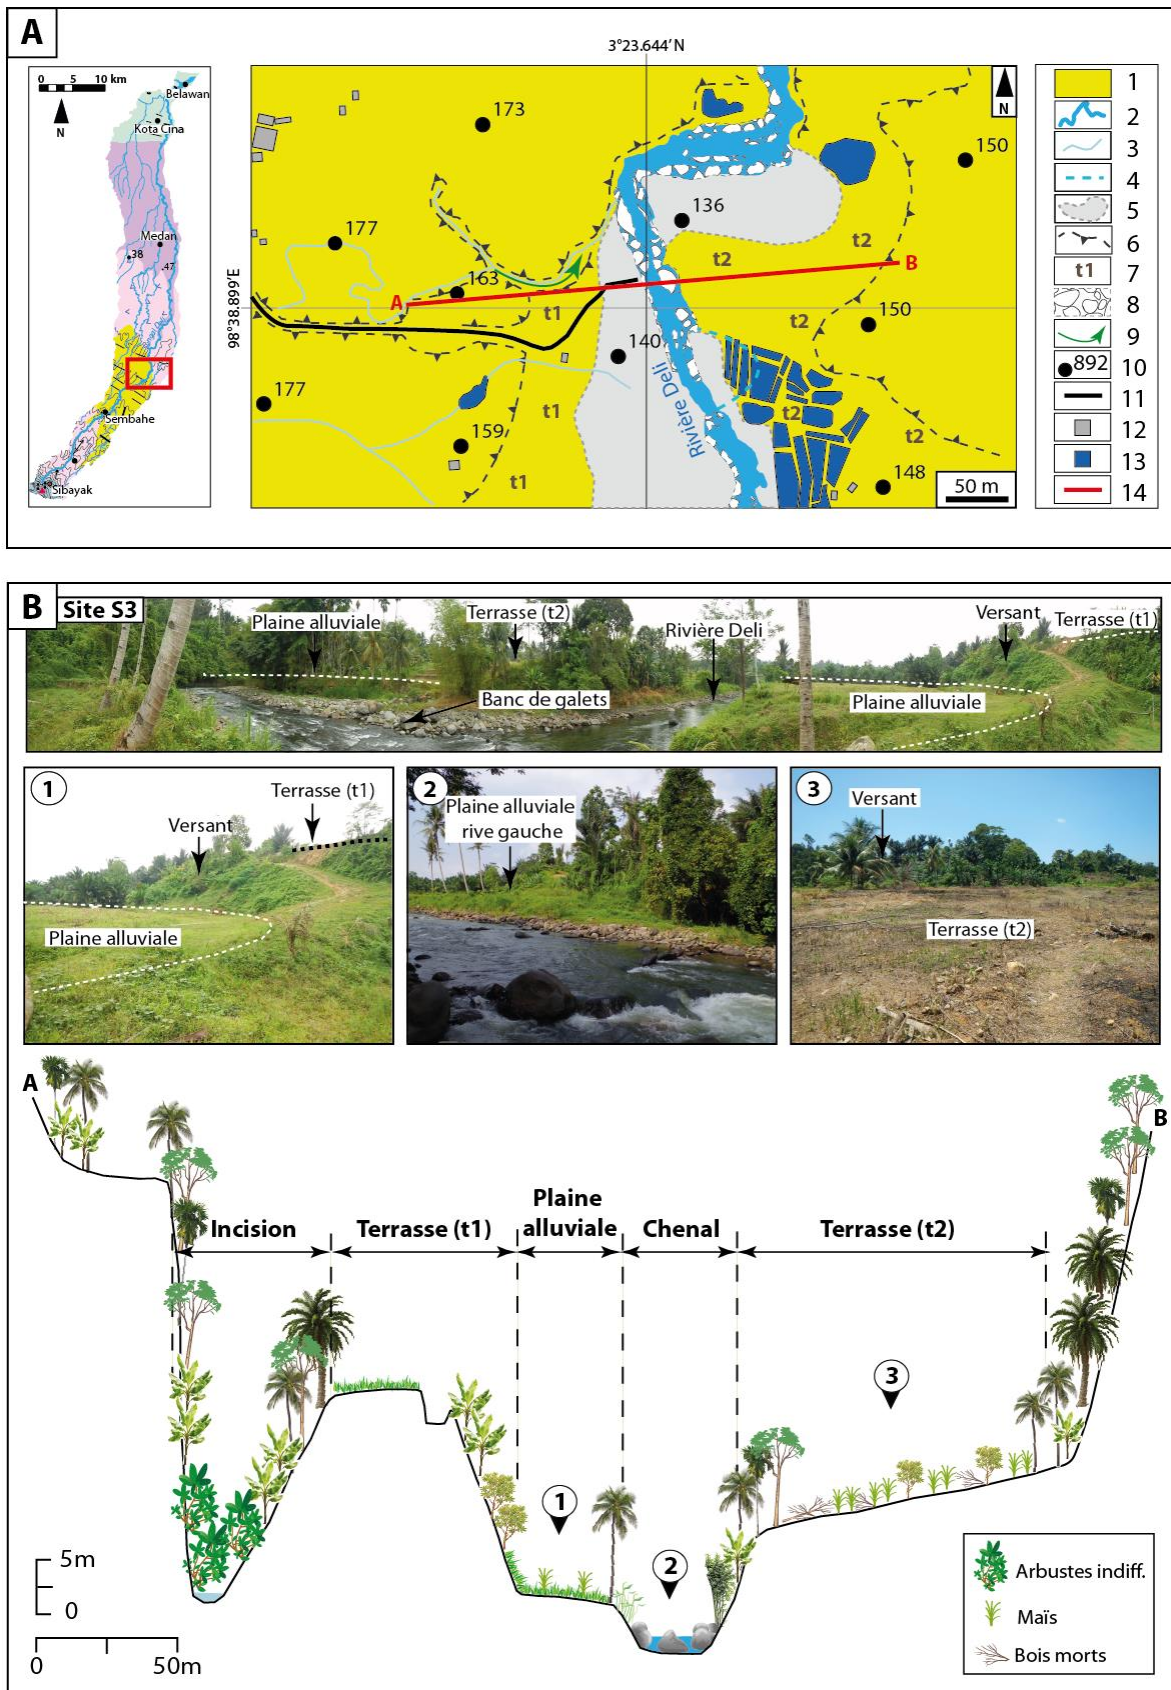 A
3°23.644′ N
0 5 10 km
N
Belawan
Kota Cina
Medan
38
47
Sembahe
Sibayak
98°38.899′E
N
173
150
136
177
t2
t2
B
163
A
t1
t2
150
140
Rivière Deli
177
t1
t2
159
t2
t1
148
50 m
1
2
3
4
5
6
t1 7
8
9
892 10
11
12
13
14
B Site S3
Plaine alluviale
Terrasse (t2)
Rivière Deli
Versant
Terrasse (t1)
Banc de galets
Plaine alluviale
1
Terrasse (t1)
Versant
Plaine alluviale
2
Plaine alluviale
rive gauche
3
Versant
Terrasse (t2)
A
B
Incision
Terrasse (t1)
Plaine
alluviale
Chenal
Terrasse (t2)
3
1
2
5m
0
0 50m
Arbustes indiff.
Maïs
Bois morts